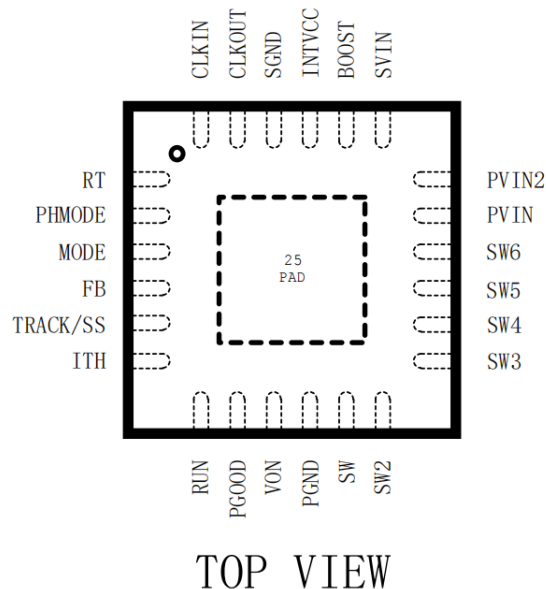 CLKIN
CLKOUT
SGND
INTVCC
BOOST
SVIN
RT
PHMODE
MODE
FB
TRACK/SS
ITH
25
PAD
PVIN2
PVIN
SW6
SW5
SW4
SW3
RUN
PGOOD
VON
PGND
SW
SW2
TOP VIEW